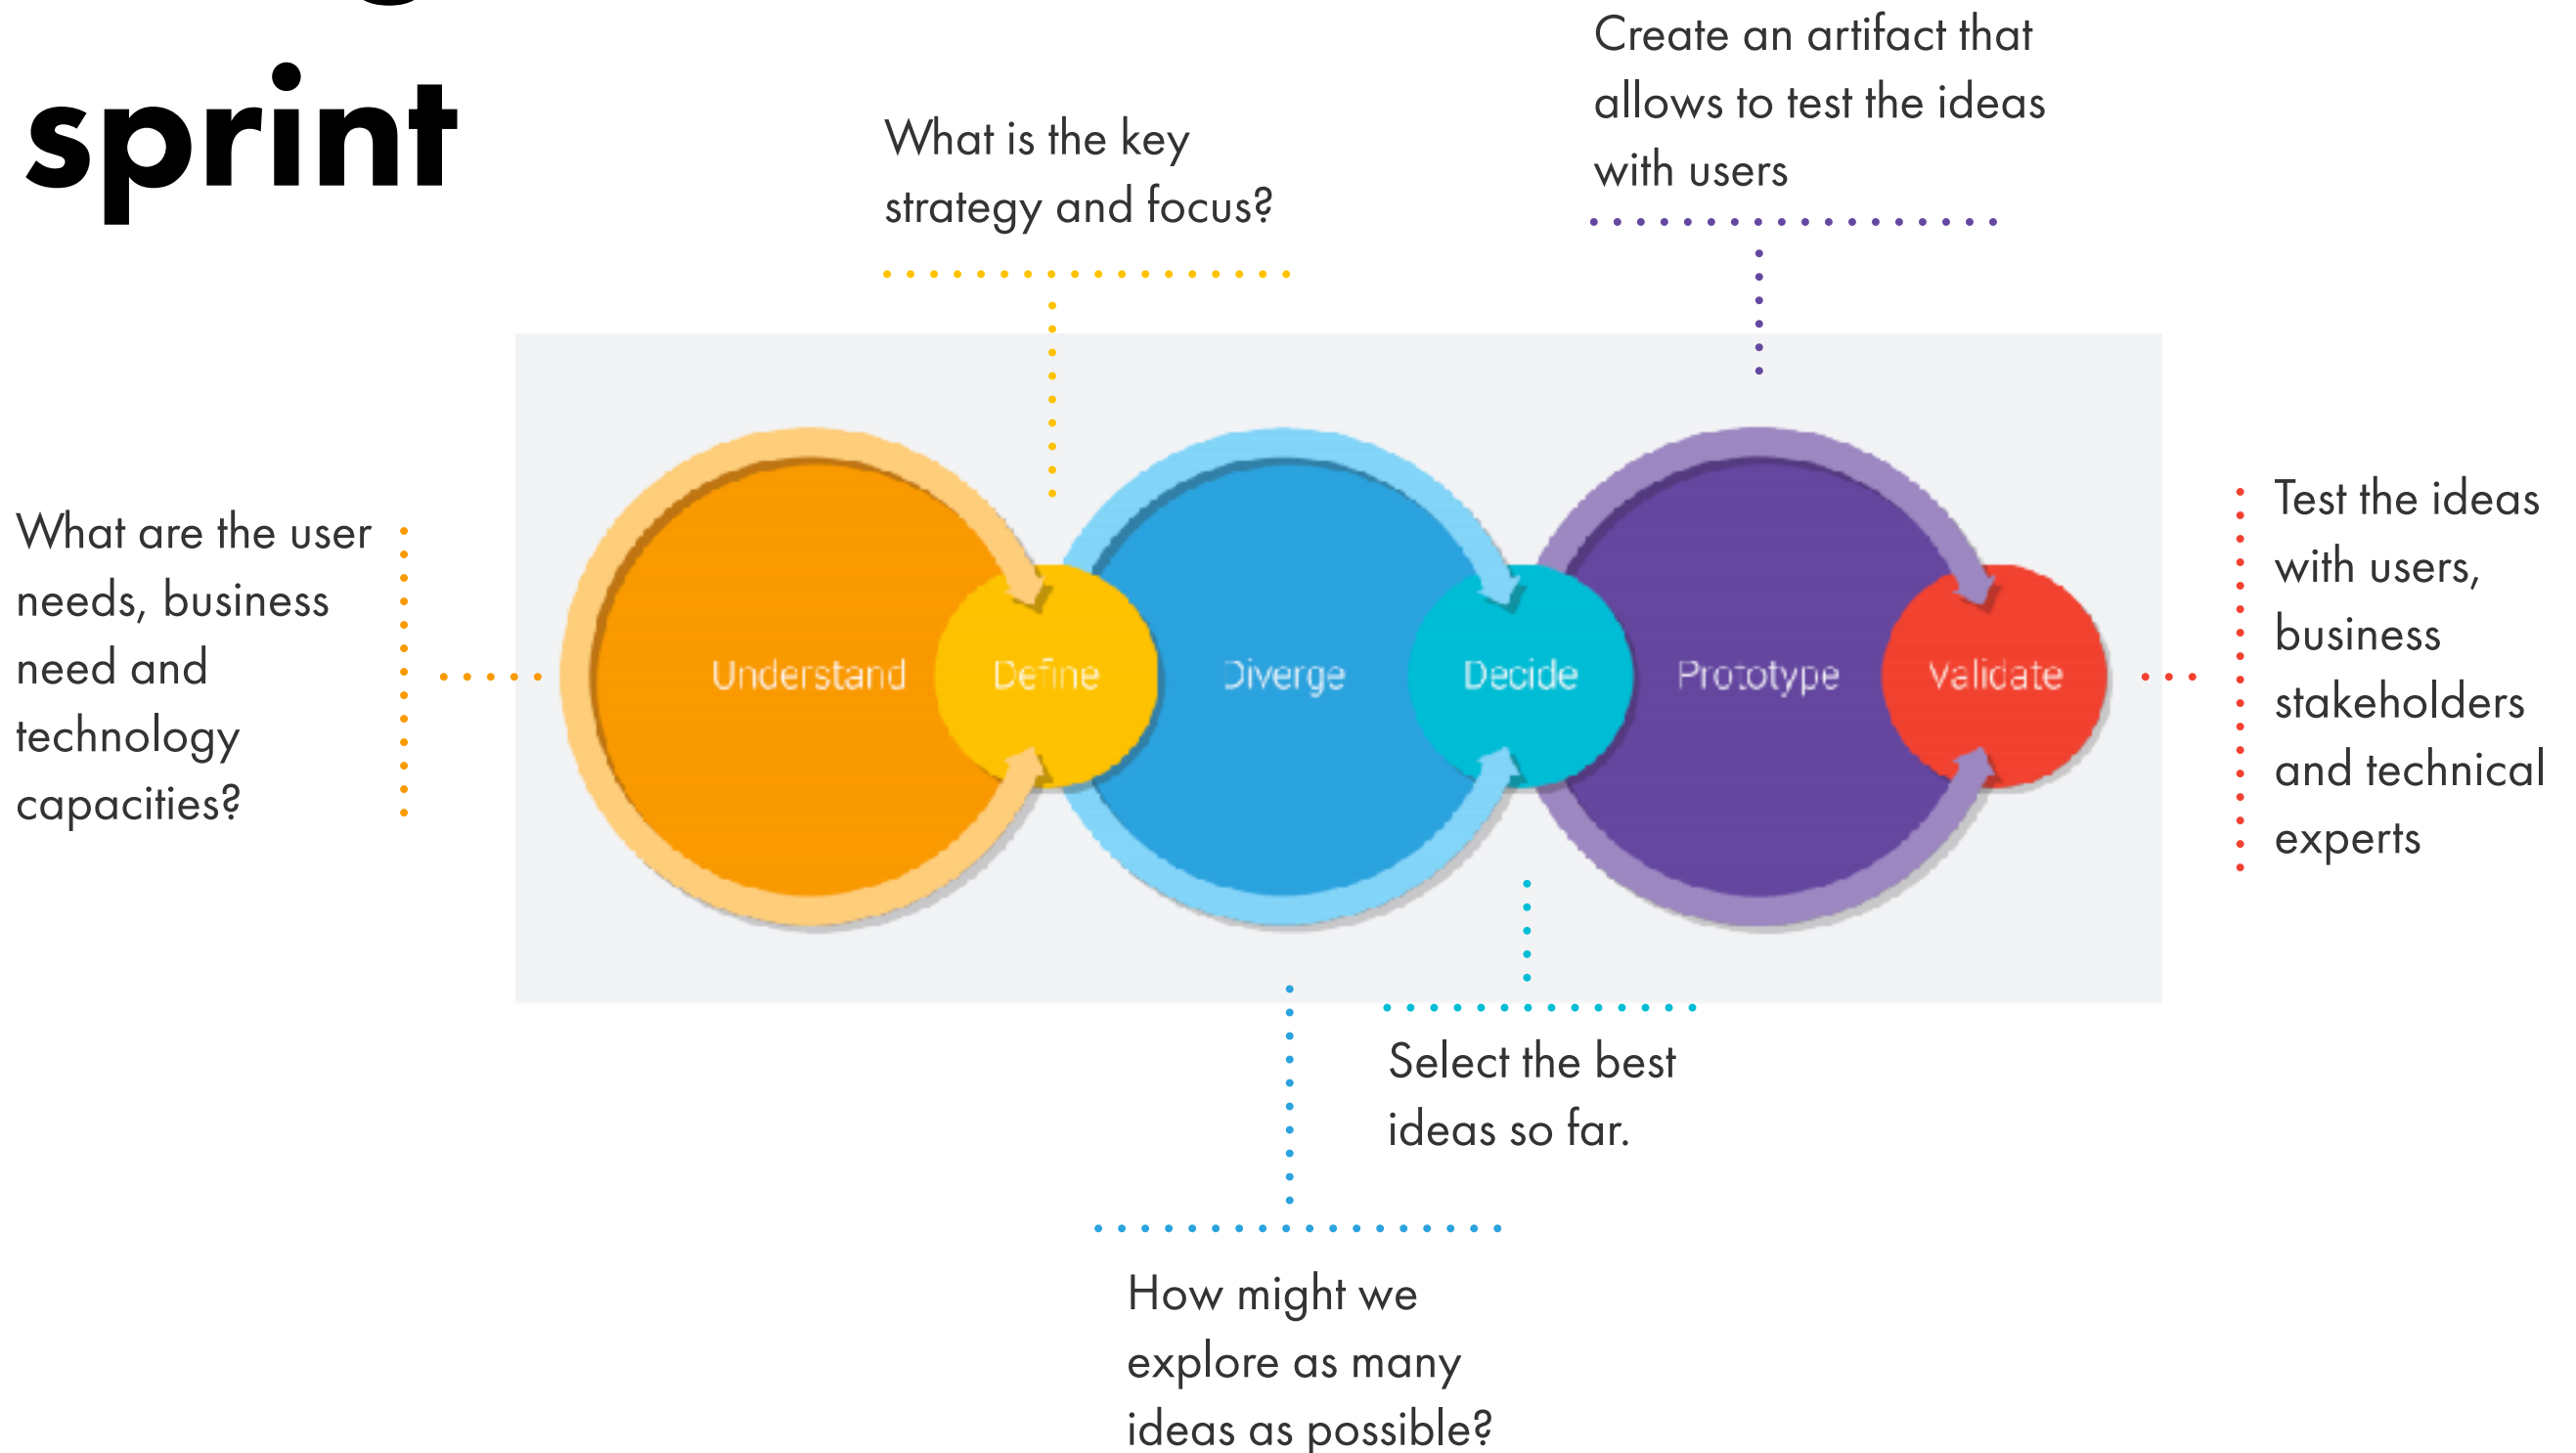 sprint
What is the key
strategy and focus?
Create an artifact that
allows to test the ideas
with users
What are the user
needs, business
need and
technology
capacities?
Understand
Define
Diverge
Decide
Prototype
Validate
Test the ideas
with users,
business
stakeholders
and technical
experts
Select the best
ideas so far.
How might we
explore as many
ideas as possible?